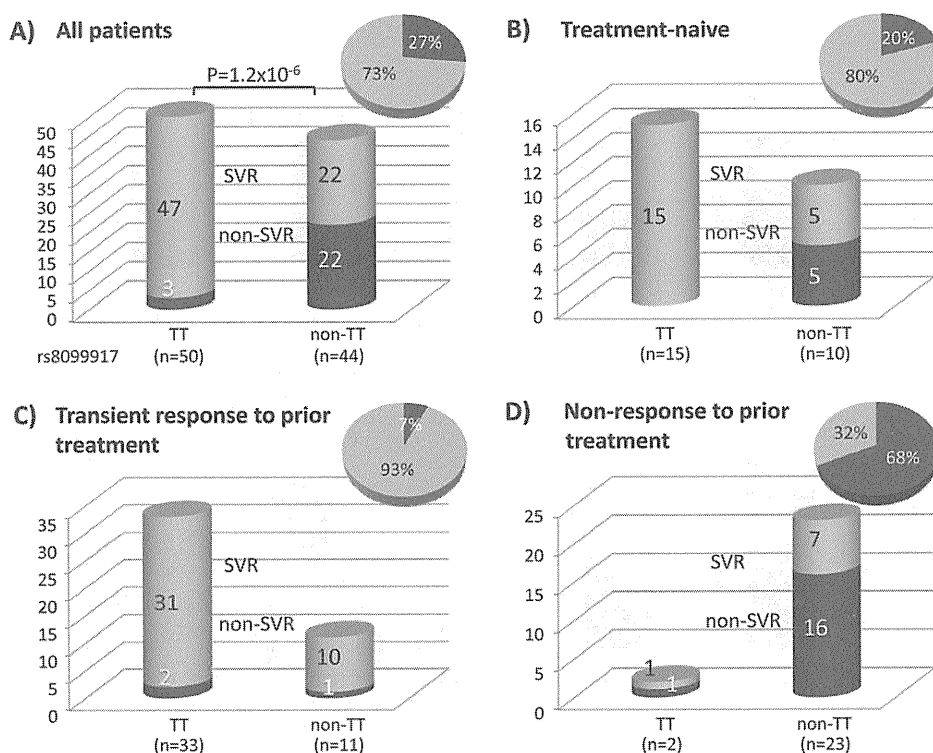 A) All patients
27%
73%
P=1.2x10⁻⁶
50
45
40
35
30
25
20
15
10
5
0
47
3
SVR
non-SVR
22
22
TT
non-TT
rs8099917
(n=50)
(n=44)
B) Treatment-naive
20%
80%
16
14
12
10
8
6
4
2
0
15
SVR
non-SVR
5
5
TT
non-TT
(n=15)
(n=10)
C) Transient response to prior
treatment
7%
93%
35
30
25
20
15
10
5
0
31
2
SVR
non-SVR
10
1
TT
non-TT
(n=33)
(n=11)
D) Non-response to prior
treatment
32%
68%
25
20
15
10
5
0
1
1
SVR
non-SVR
7
16
TT
non-TT
(n=2)
(n=23)